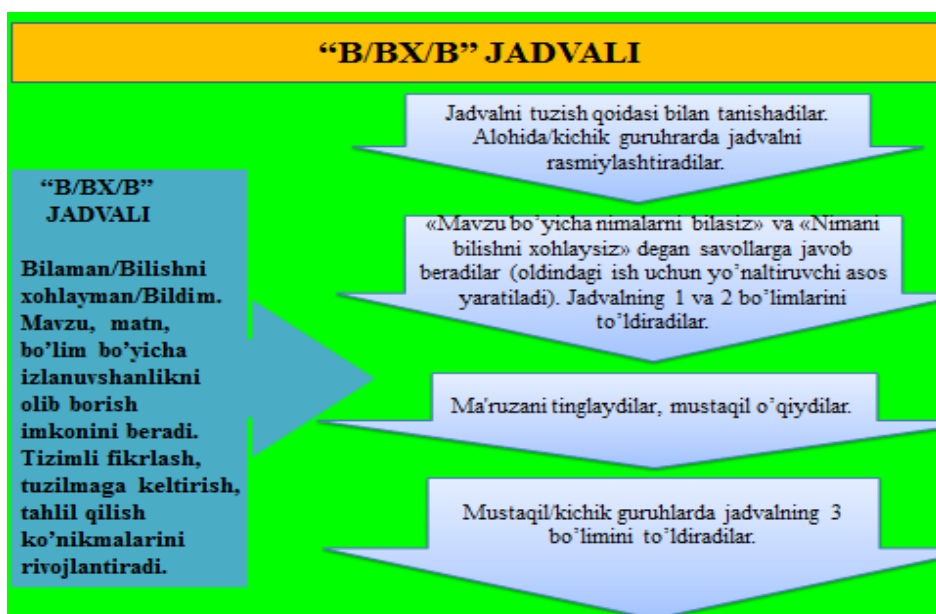 “B/BX/B” JADVALI
“B/BX/B”
JADVALI
Bilaman/Bilishni
xohlayman/Bildim.
Mavzu, matn,
bo’lim bo’yicha
izlanuvshanlikni
olib borish
imkonini beradi.
Tizimli fikrlash,
tuzilmaga keltirish,
tahlil qilish
ko’nikmalarini
rivojlantiradi.
Jadvalni tuzish qoidasi bilan tanishadilar.
Alohida/kichik guruhrarda jadvalni
rasmiylashtiradilar.
«Mavzu bo’yicha nimalarni bilasiz» va «Nimani
bilishni xohlaysiz» degan savollarga javob
beradilar (oldindagi ish uchun yo’naltiruvchi asos
yaratiladi). Jadvalning 1 va 2 bo’limlarini
to’ldiradilar.
Ma'ruzani tinglaydilar, mustaqil o’qiydilar.
Mustaqil/kichik guruhlarda jadvalning 3
bo’limini to’ldiradilar.